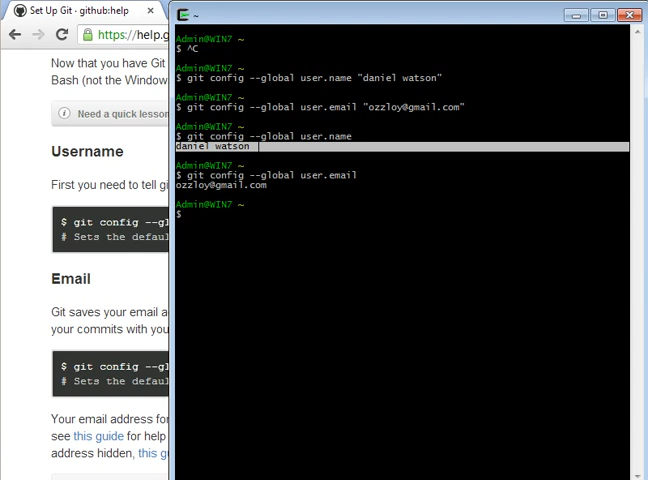 Set Up Git · github:help
https://help.g
Now that you have Git
Bash (not the Window
Need a quick lesson
Username
First you need to tell gi
$ git config --gl
# Sets the defaul
Email
Git saves your email a
your commits with you
$ git config --gl
# Sets the defaul
Your email address for
see this guide for help
address hidden, this g
~
Admin@WIN7 ~
$ ^C
Admin@WIN7 ~
$ git config --global user.name "daniel watson"
Admin@WIN7 ~
$ git config --global user.email "ozzloy@gmail.com"
Admin@WIN7 ~
$ git config --global user.name
daniel watson
Admin@WIN7 ~
$ git config --global user.email
ozzloy@gmail.com
Admin@WIN7 ~
$